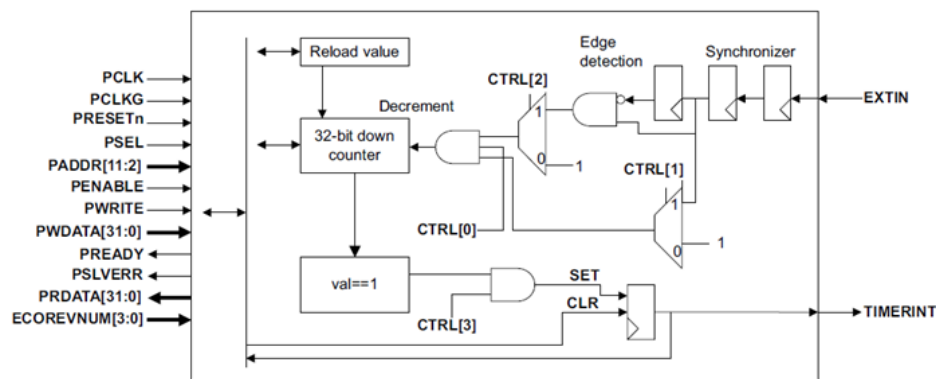 PCLK
PCLKG
PRESETn
PSEL
PADDR[11:2]
PENABLE
PWRITE
PWDATA[31:0]
PREADY
PSLVERR
PRDATA[31:0]
ECOREVNUM[3:0]
Reload value
Decrement
32-bit down
counter
val==1
CTRL[0]
CTRL[3]
CTRL[2]
1
0
1
Edge
detection
Synchronizer
CTRL[1]
1
0
1
SET
CLR
EXTIN
TIMERINT